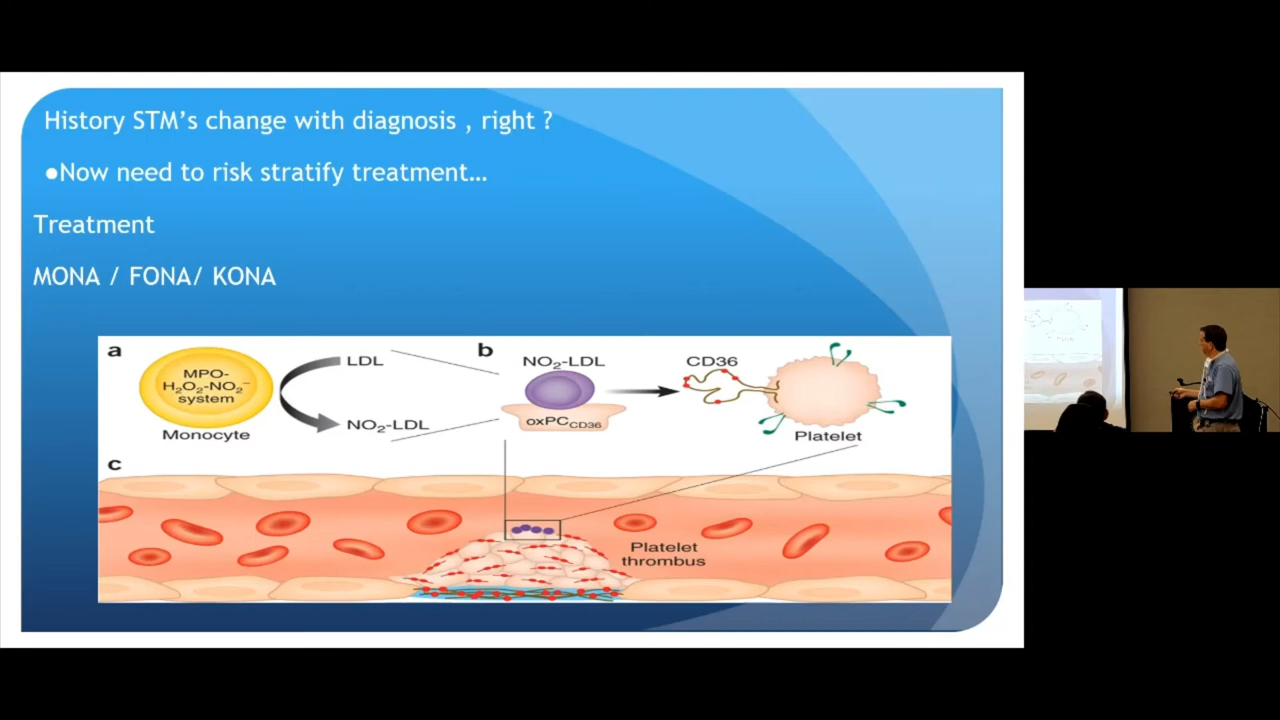 History STM's change with diagnosis , right ?
●Now need to risk stratify treatment…
Treatment
MONA / FONA/ KONA
a
MPO-
H₂O₂-NO₂⁻
system
Monocyte
LDL
NO₂-LDL
b
NO₂-LDL
oxPC_CD36
CD36
Platelet
c
Platelet
thrombus